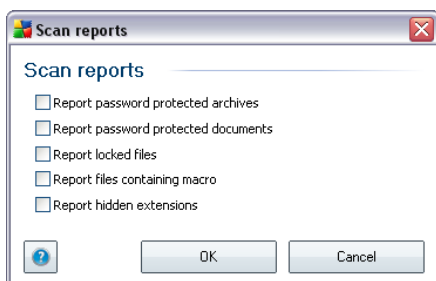 Scan reports
Scan reports
Report password protected archives
Report password protected documents
Report locked files
Report files containing macro
Report hidden extensions
?
OK
Cancel